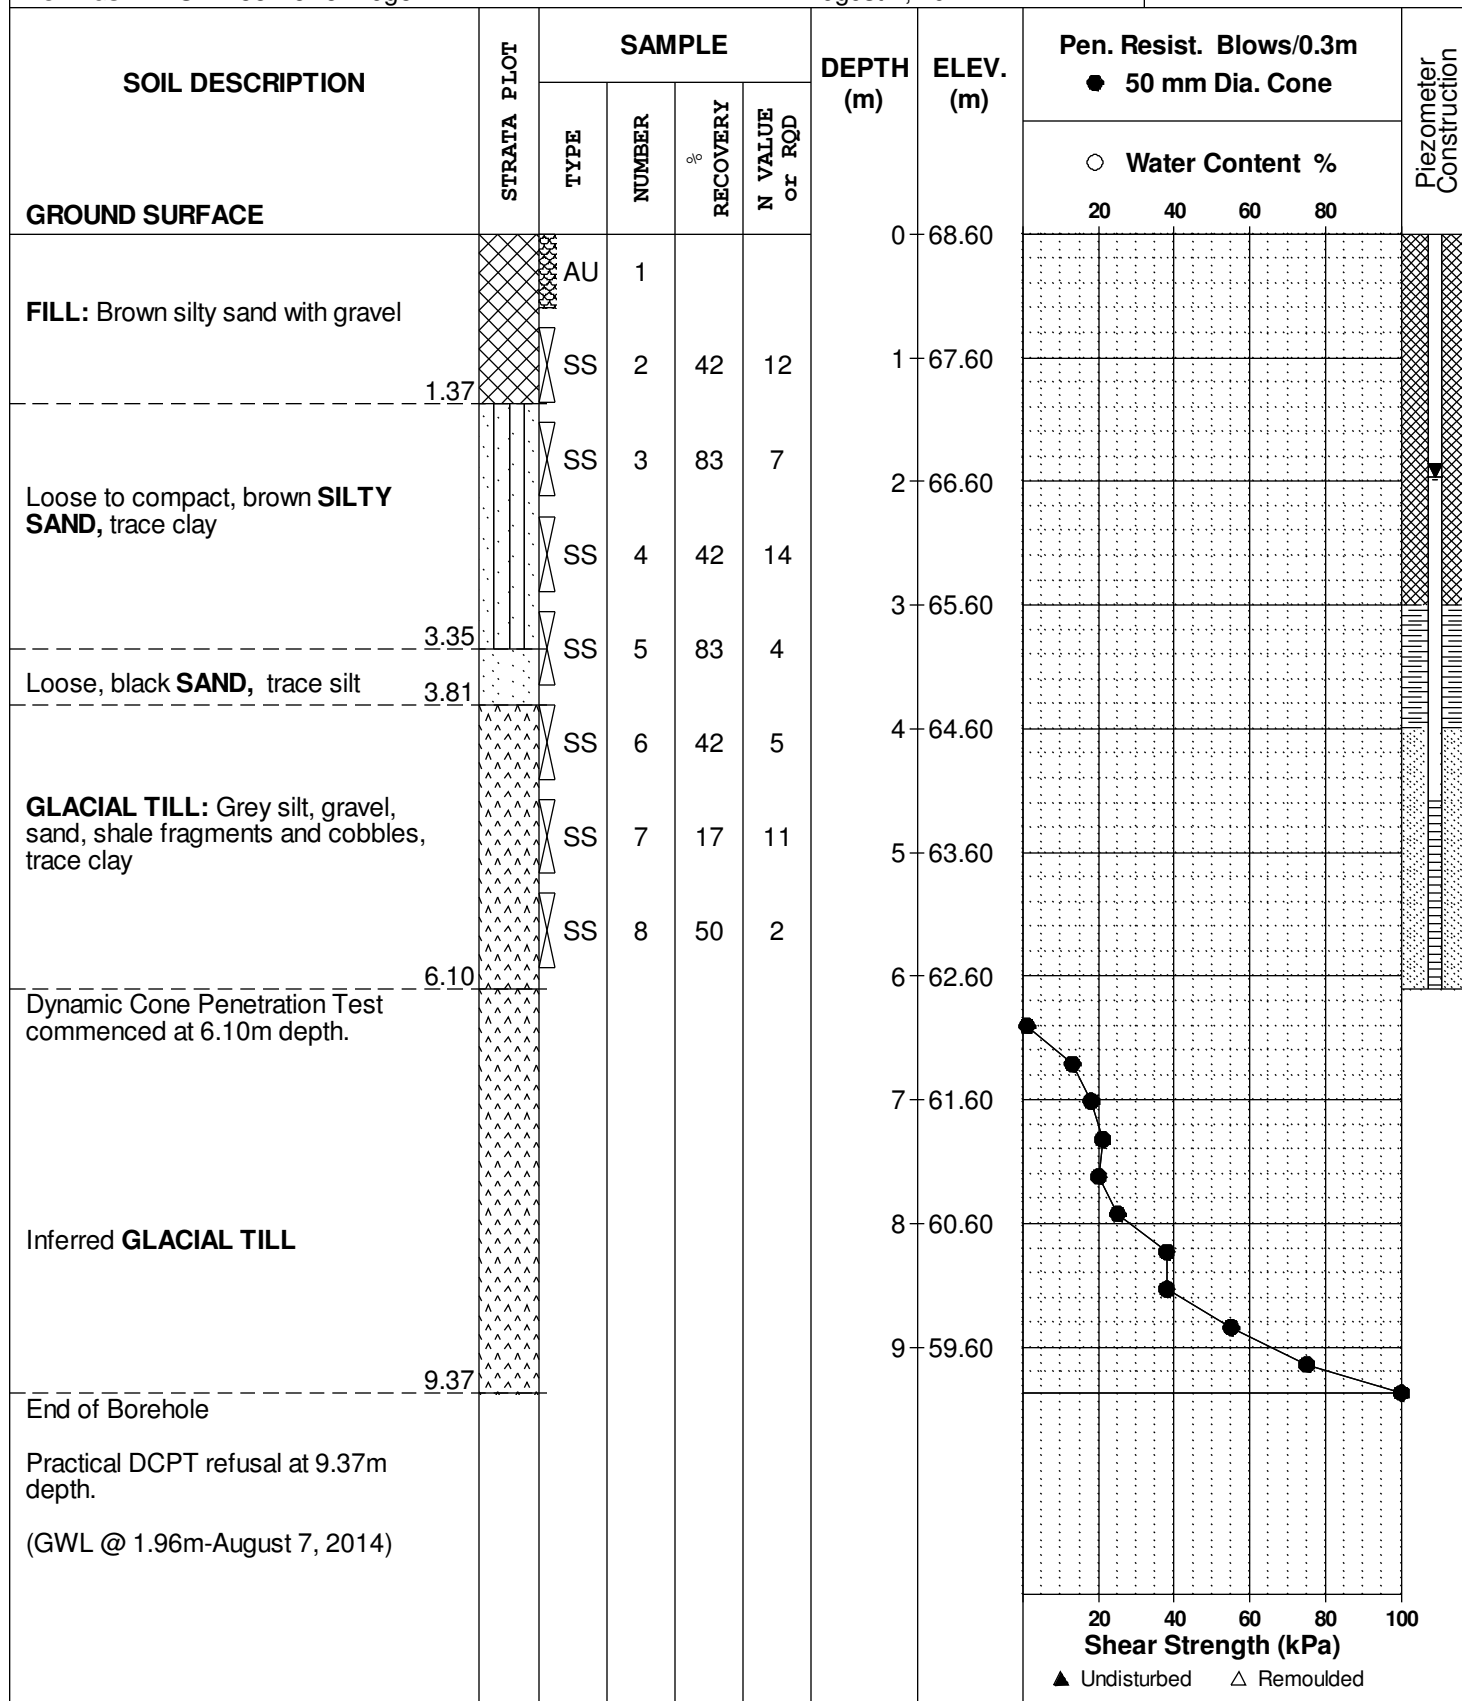 SOIL DESCRIPTION
GROUND SURFACE
STRATA PLOT
SAMPLE
TYPE
NUMBER
% RECOVERY
N VALUE or RQD
DEPTH (m)
ELEV. (m)
Pen. Resist. Blows/0.3m
● 50 mm Dia. Cone
○ Water Content %
20 40 60 80
Piezometer Construction
0 68.60
AU 1
FILL: Brown silty sand with gravel
SS 2 42 12
1 67.60
1.37
SS 3 83 7
2 66.60
Loose to compact, brown SILTY
SAND, trace clay
SS 4 42 14
3 65.60
3.35
SS 5 83 4
Loose, black SAND, trace silt
3.81
SS 6 42 5
4 64.60
GLACIAL TILL: Grey silt, gravel,
sand, shale fragments and cobbles,
trace clay
SS 7 17 11
5 63.60
SS 8 50 2
6.10
6 62.60
Dynamic Cone Penetration Test
commenced at 6.10m depth.
7 61.60
8 60.60
Inferred GLACIAL TILL
9 59.60
9.37
End of Borehole
Practical DCPT refusal at 9.37m
depth.
(GWL @ 1.96m-August 7, 2014)
20 40 60 80 100
Shear Strength (kPa)
▲ Undisturbed △ Remoulded